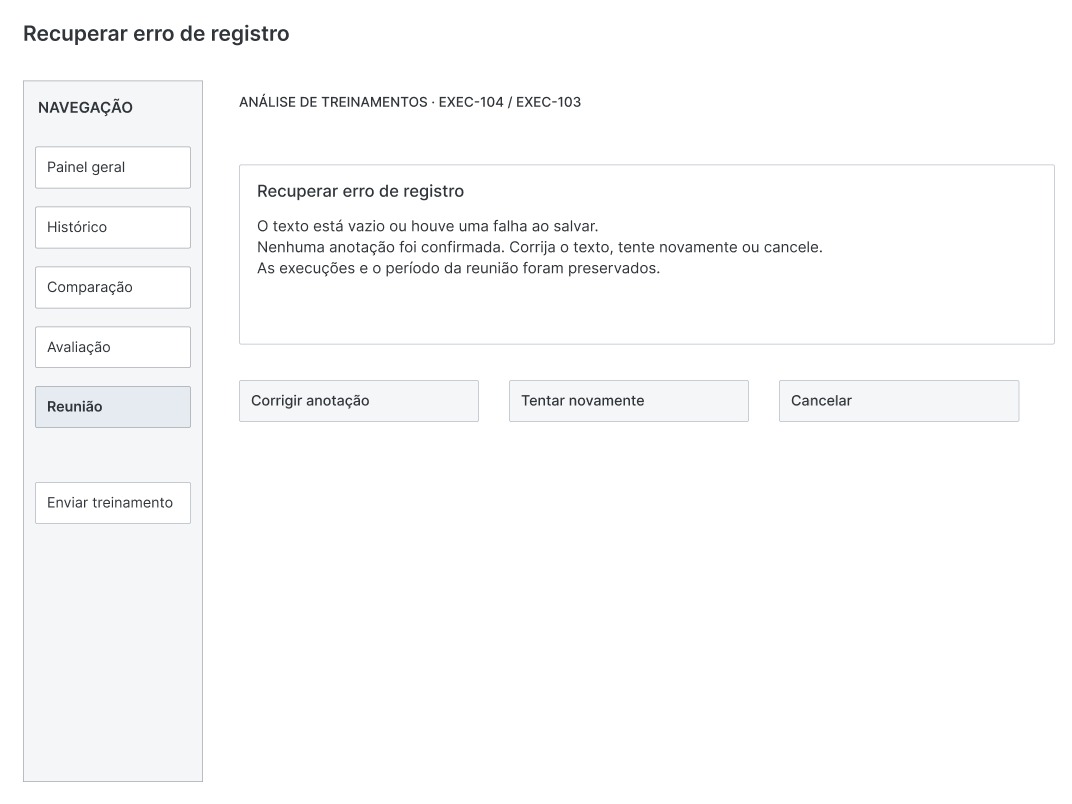 Recuperar erro de registro
NAVEGAÇÃO
Painel geral
Histórico
Comparação
Avaliação
Reunião
Enviar treinamento
ANÁLISE DE TREINAMENTOS · EXEC-104 / EXEC-103
Recuperar erro de registro
O texto está vazio ou houve uma falha ao salvar.
Nenhuma anotação foi confirmada. Corrija o texto, tente novamente ou cancele.
As execuções e o período da reunião foram preservados.
Corrigir anotação
Tentar novamente
Cancelar